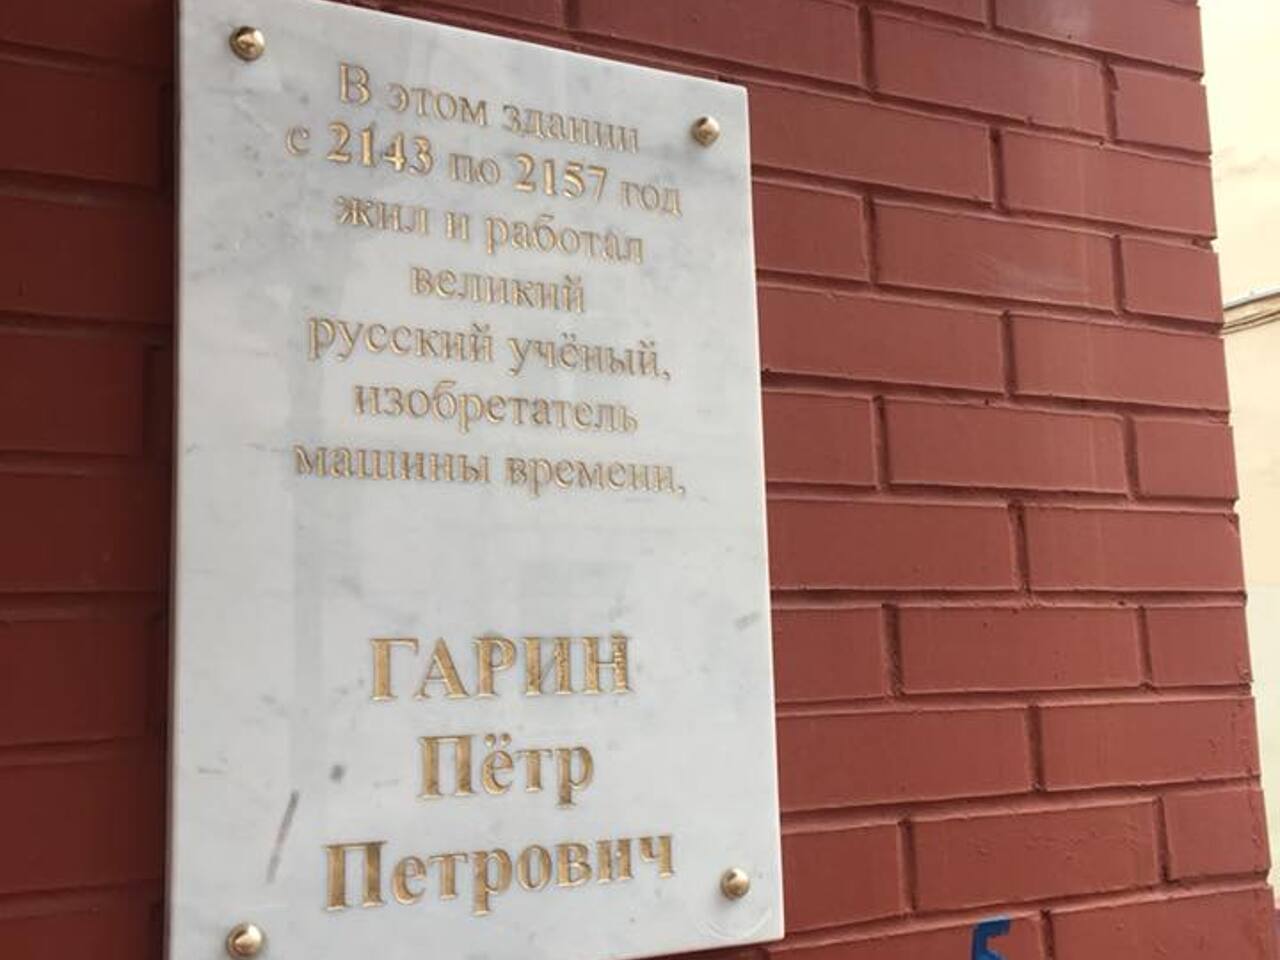 В этом здании
с 2143 по 2157 год
жил и работал
великий
русский учёный,
изобретатель
машины времени,
ГАРИН
Пётр
Петрович